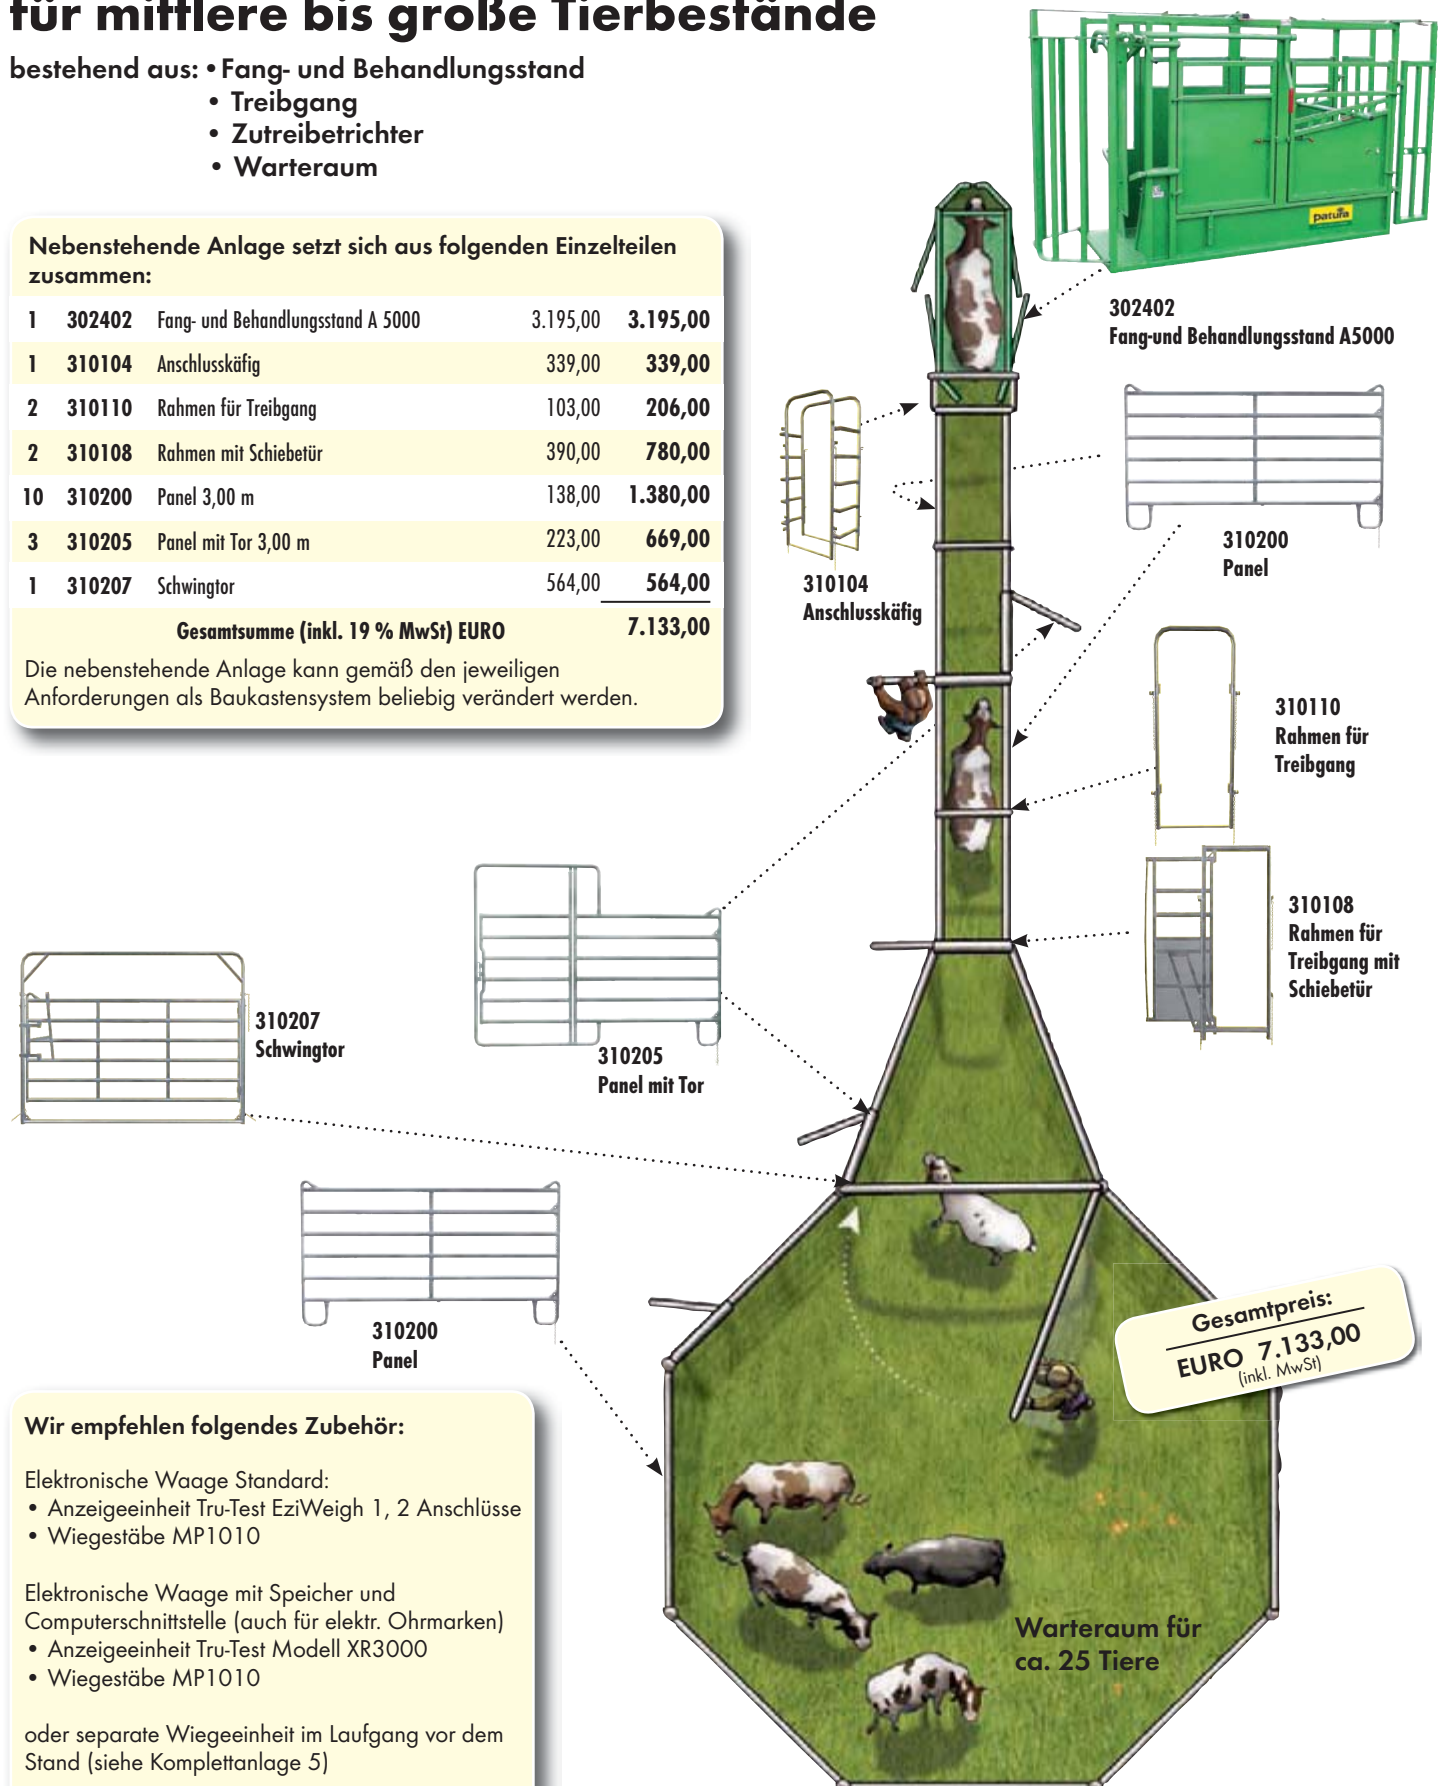 für mittlere bis große Tierbestände
bestehend aus: • Fang- und Behandlungsstand
• Treibgang
• Zutreibetrichter
• Warteraum
Nebenstehende Anlage setzt sich aus folgenden Einzelteilen
zusammen:
1 302402 Fang- und Behandlungsstand A 5000 3.195,00 3.195,00
1 310104 Anschlusskäfig 339,00 339,00
2 310110 Rahmen für Treibgang 103,00 206,00
2 310108 Rahmen mit Schiebetür 390,00 780,00
10 310200 Panel 3,00 m 138,00 1.380,00
3 310205 Panel mit Tor 3,00 m 223,00 669,00
1 310207 Schwingtor 564,00 564,00
Gesamtsumme (inkl. 19 % MwSt) EURO 7.133,00
Die nebenstehende Anlage kann gemäß den jeweiligen
Anforderungen als Baukastensystem beliebig verändert werden.
patura
302402
Fang-und Behandlungsstand A5000
310104
Anschlusskäfig
310200
Panel
310110
Rahmen für
Treibgang
310108
Rahmen für
Treibgang mit
Schiebetür
310207
Schwingtor
310205
Panel mit Tor
310200
Panel
Gesamtpreis:
EURO 7.133,00
(inkl. MwSt)
Wir empfehlen folgendes Zubehör:
Elektronische Waage Standard:
• Anzeigeeinheit Tru-Test EziWeigh 1, 2 Anschlüsse
• Wiegestäbe MP1010
Elektronische Waage mit Speicher und
Computerschnittstelle (auch für elektr. Ohrmarken)
• Anzeigeeinheit Tru-Test Modell XR3000
• Wiegestäbe MP1010
oder separate Wiegeeinheit im Laufgang vor dem
Stand (siehe Komplettanlage 5)
Warteraum für
ca. 25 Tiere